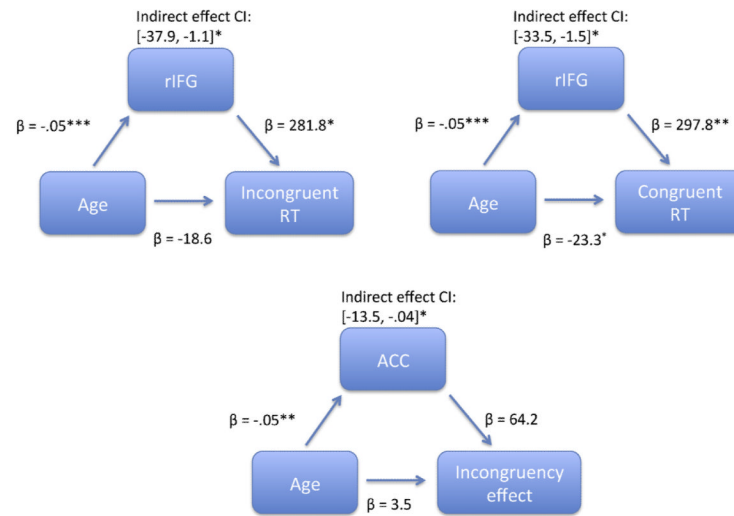 Indirect effect CI:
[-37.9, -1.1]*
rIFG
β = -.05***
β = 281.8*
Age
Incongruent
RT
β = -18.6
Indirect effect CI:
[-33.5, -1.5]*
rIFG
β = -.05***
β = 297.8**
Age
Congruent
RT
β = -23.3*
Indirect effect CI:
[-13.5, -.04]*
ACC
β = -.05**
β = 64.2
Age
Incongruency
effect
β = 3.5